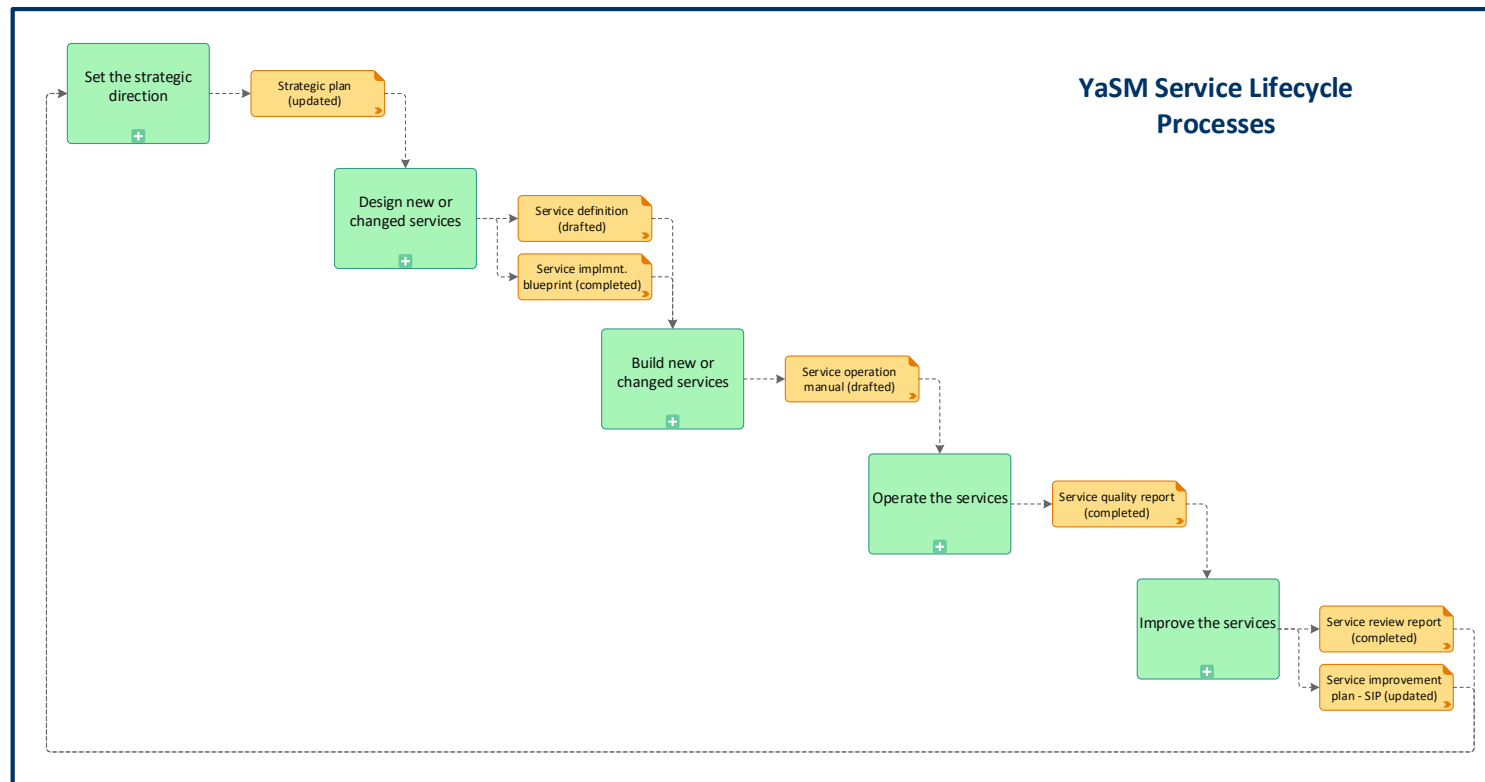 YaSM Service Lifecycle
Processes
Set the strategic
direction
Strategic plan
(updated)
Design new or
changed services
Service definition
(drafted)
Service implmnt.
blueprint (completed)
Build new or
changed services
Service operation
manual (drafted)
Operate the services
Service quality report
(completed)
Improve the services
Service review report
(completed)
Service improvement
plan - SIP (updated)